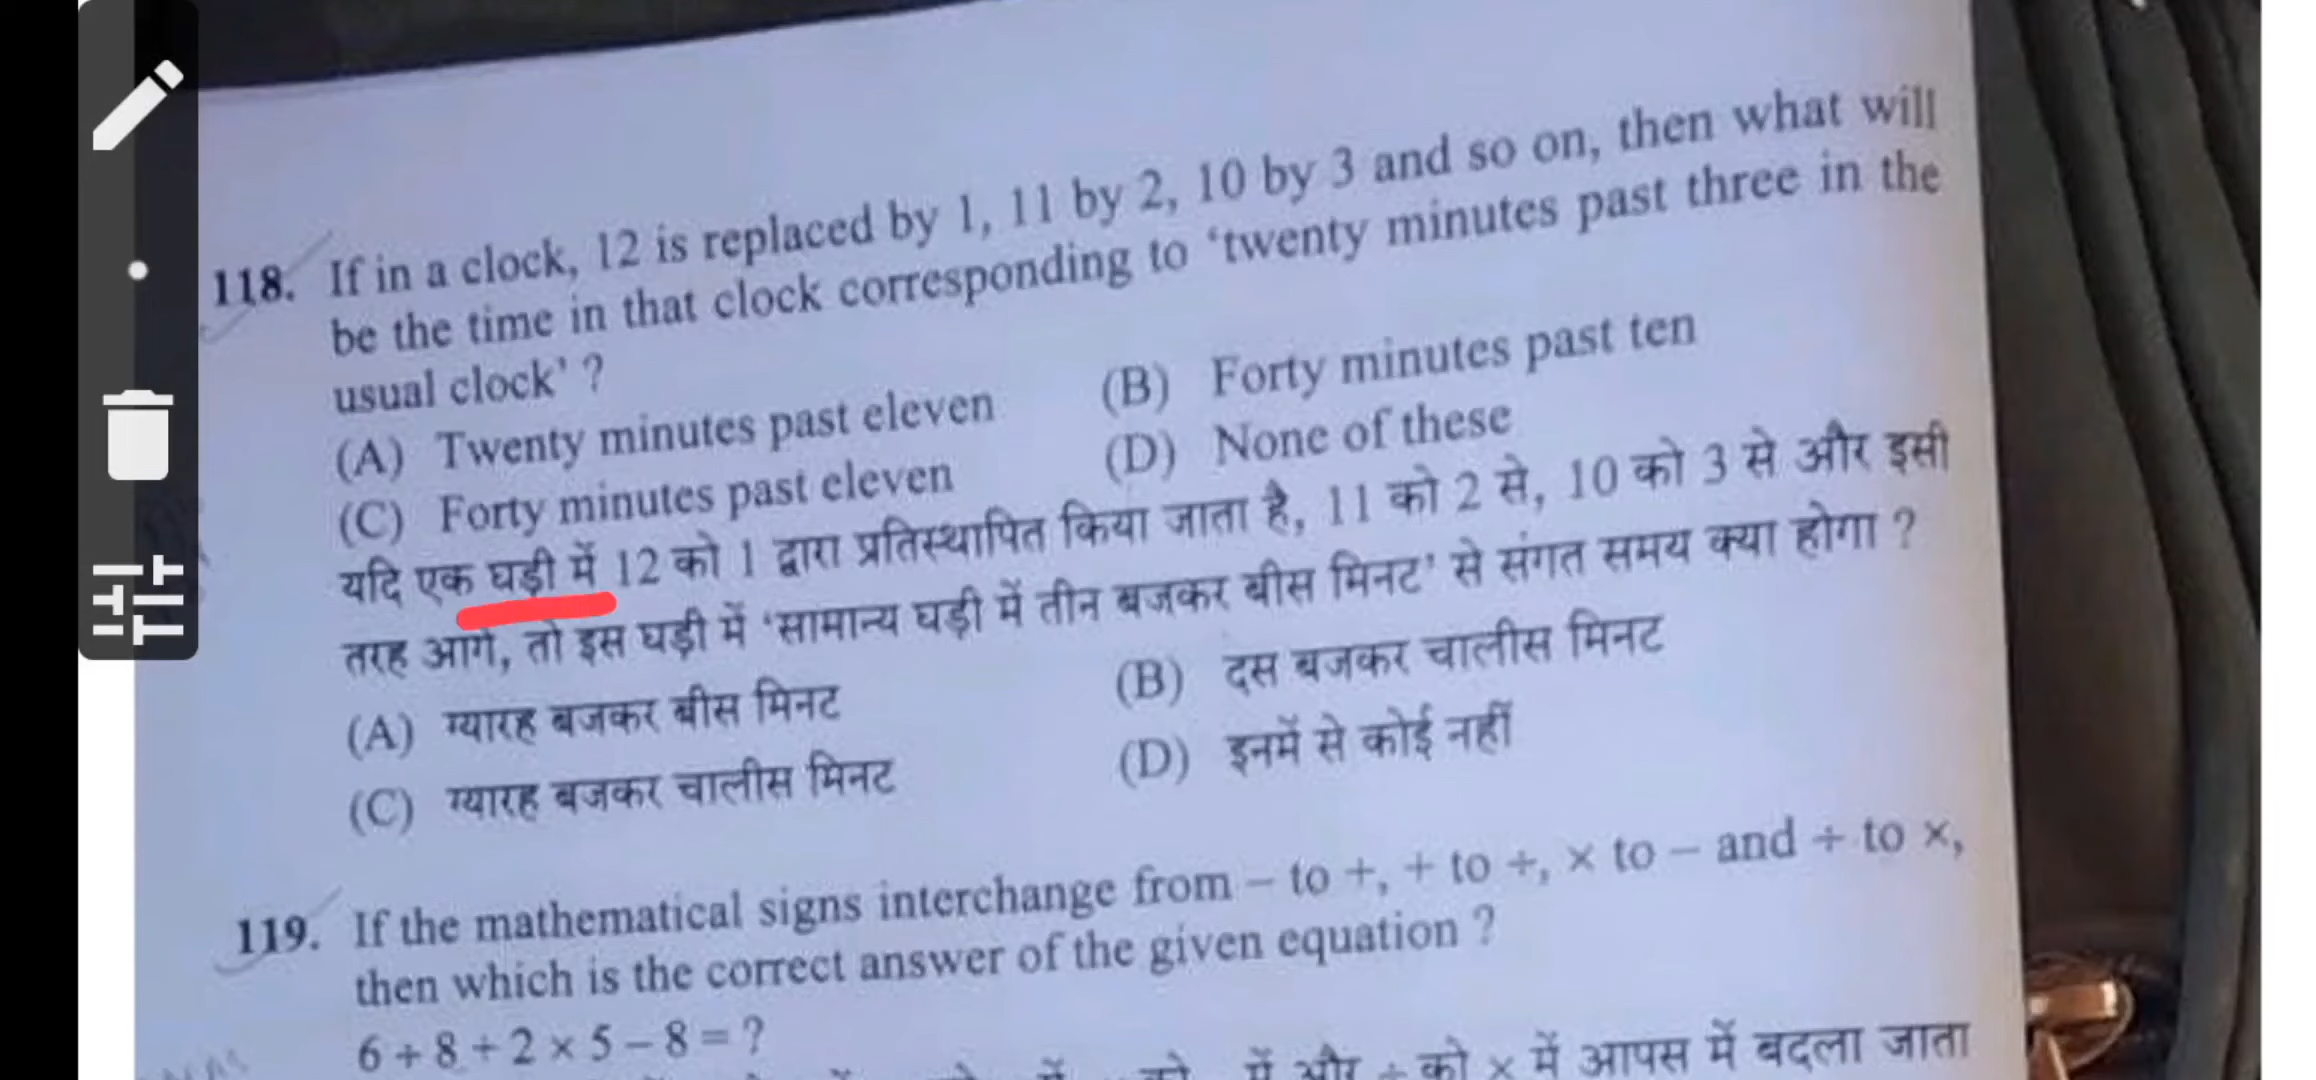 118. If in a clock, 12 is replaced by 1, 11 by 2, 10 by 3 and so on, then what will
be the time in that clock corresponding to ‘twenty minutes past three in the
usual clock’ ?
(A) Twenty minutes past eleven (B) Forty minutes past ten
(C) Forty minutes past eleven (D) None of these
यदि एक घड़ी में 12 को 1 द्वारा प्रतिस्थापित किया जाता है, 11 को 2 से, 10 को 3 से और इसी
तरह आगे, तो इस घड़ी में ‘सामान्य घड़ी में तीन बजकर बीस मिनट’ से संगत समय क्या होगा ?
(A) ग्यारह बजकर बीस मिनट (B) दस बजकर चालीस मिनट
(C) ग्यारह बजकर चालीस मिनट (D) इनमें से कोई नहीं
119. If the mathematical signs interchange from – to +, + to ÷, × to – and ÷ to ×,
then which is the correct answer of the given equation ?
6 + 8 ÷ 2 × 5 – 8 = ?
में और ÷ को × में आपस में बदला जाता